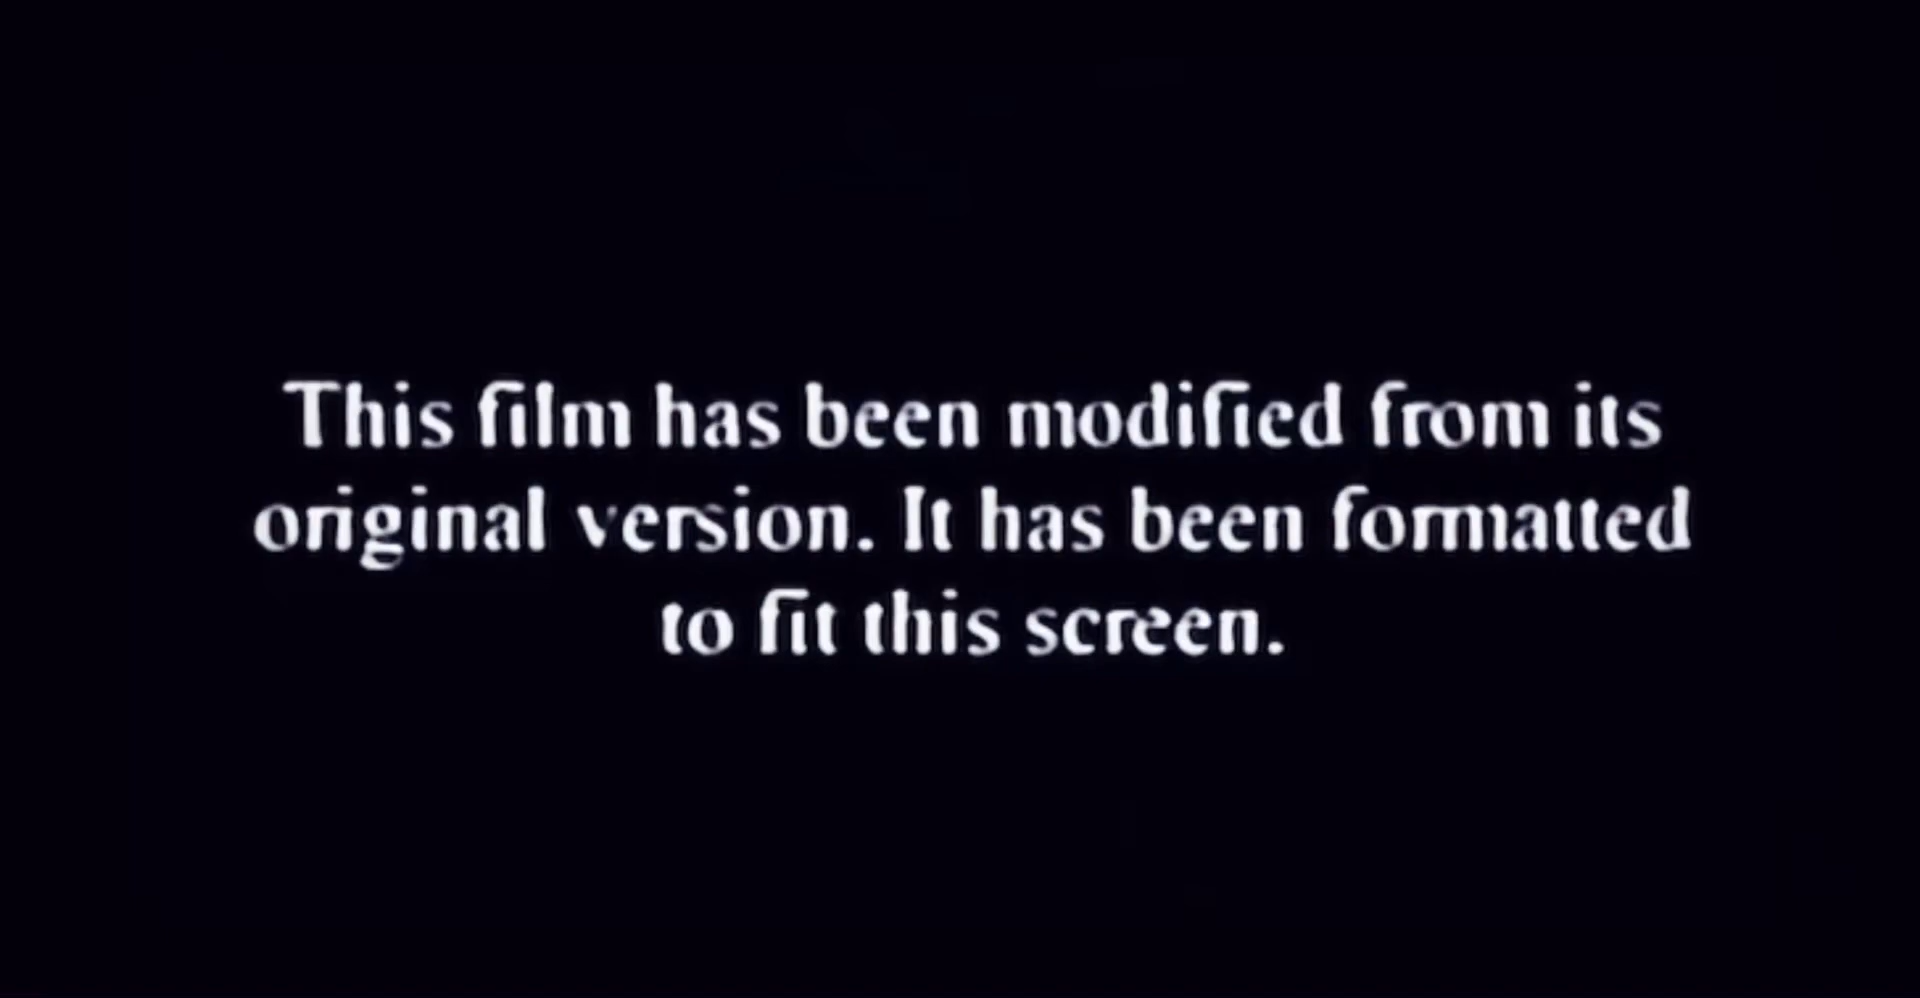 This film has been modified from its
original version. It has been formatted
to fit this screen.